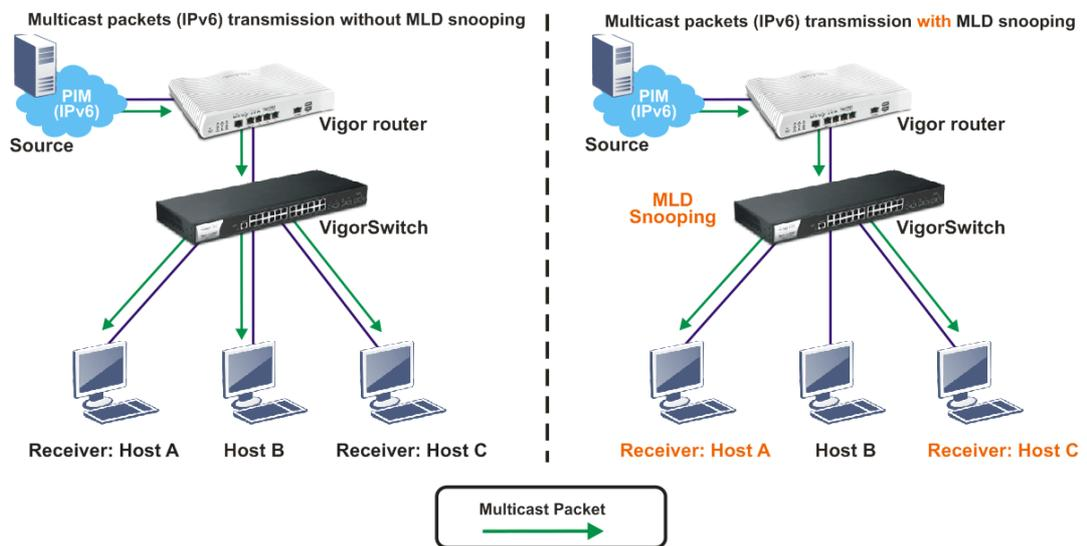 Multicast packets (IPv6) transmission without MLD snooping
PIM
(IPv6)
Source
Vigor router
VigorSwitch
Receiver: Host A
Host B
Receiver: Host C
Multicast packets (IPv6) transmission with MLD snooping
PIM
(IPv6)
Source
Vigor router
MLD
Snooping
VigorSwitch
Receiver: Host A
Host B
Receiver: Host C
Multicast Packet